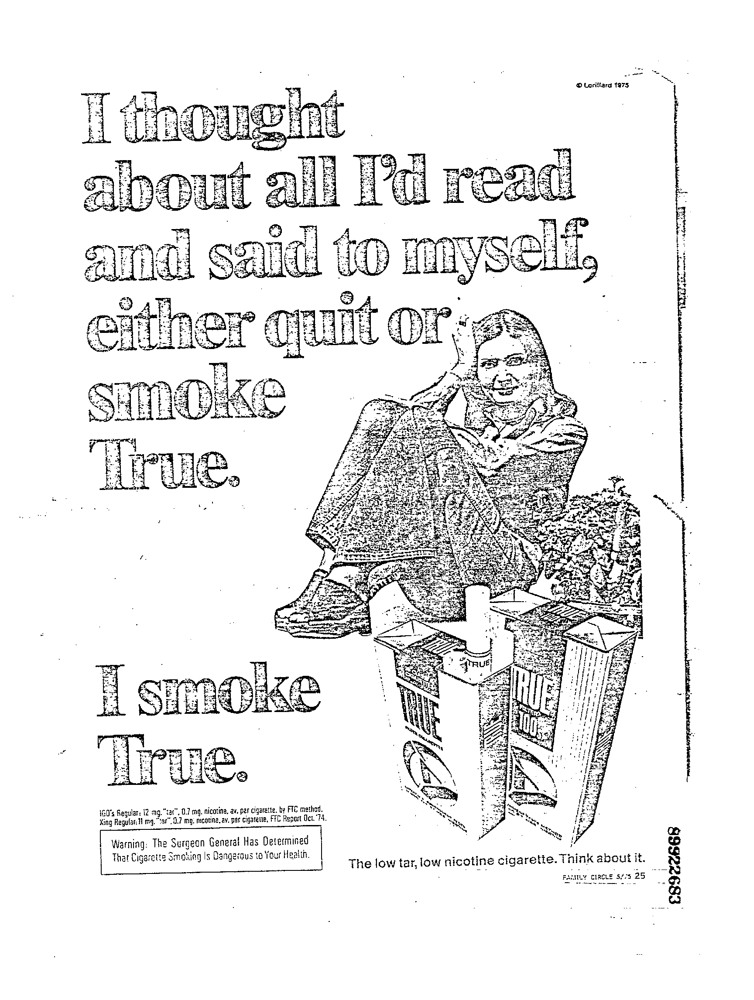 © Lorillard 1975
I thought
about all I'd read
and said to myself,
either quit or
smoke
True.
TRUE
TRUE
TRUE
100's
I smoke
True.
100's Regular: 12 mg. "tar", 0.7 mg. nicotine, av. per cigarette, by FTC method.
King Regular: 11 mg. "tar", 0.7 mg. nicotine, av. per cigarette, FTC Report Oct. '74.
Warning: The Surgeon General Has Determined
That Cigarette Smoking Is Dangerous to Your Health.
The low tar, low nicotine cigarette. Think about it.
FAMILY CIRCLE 5/75 25
89922683